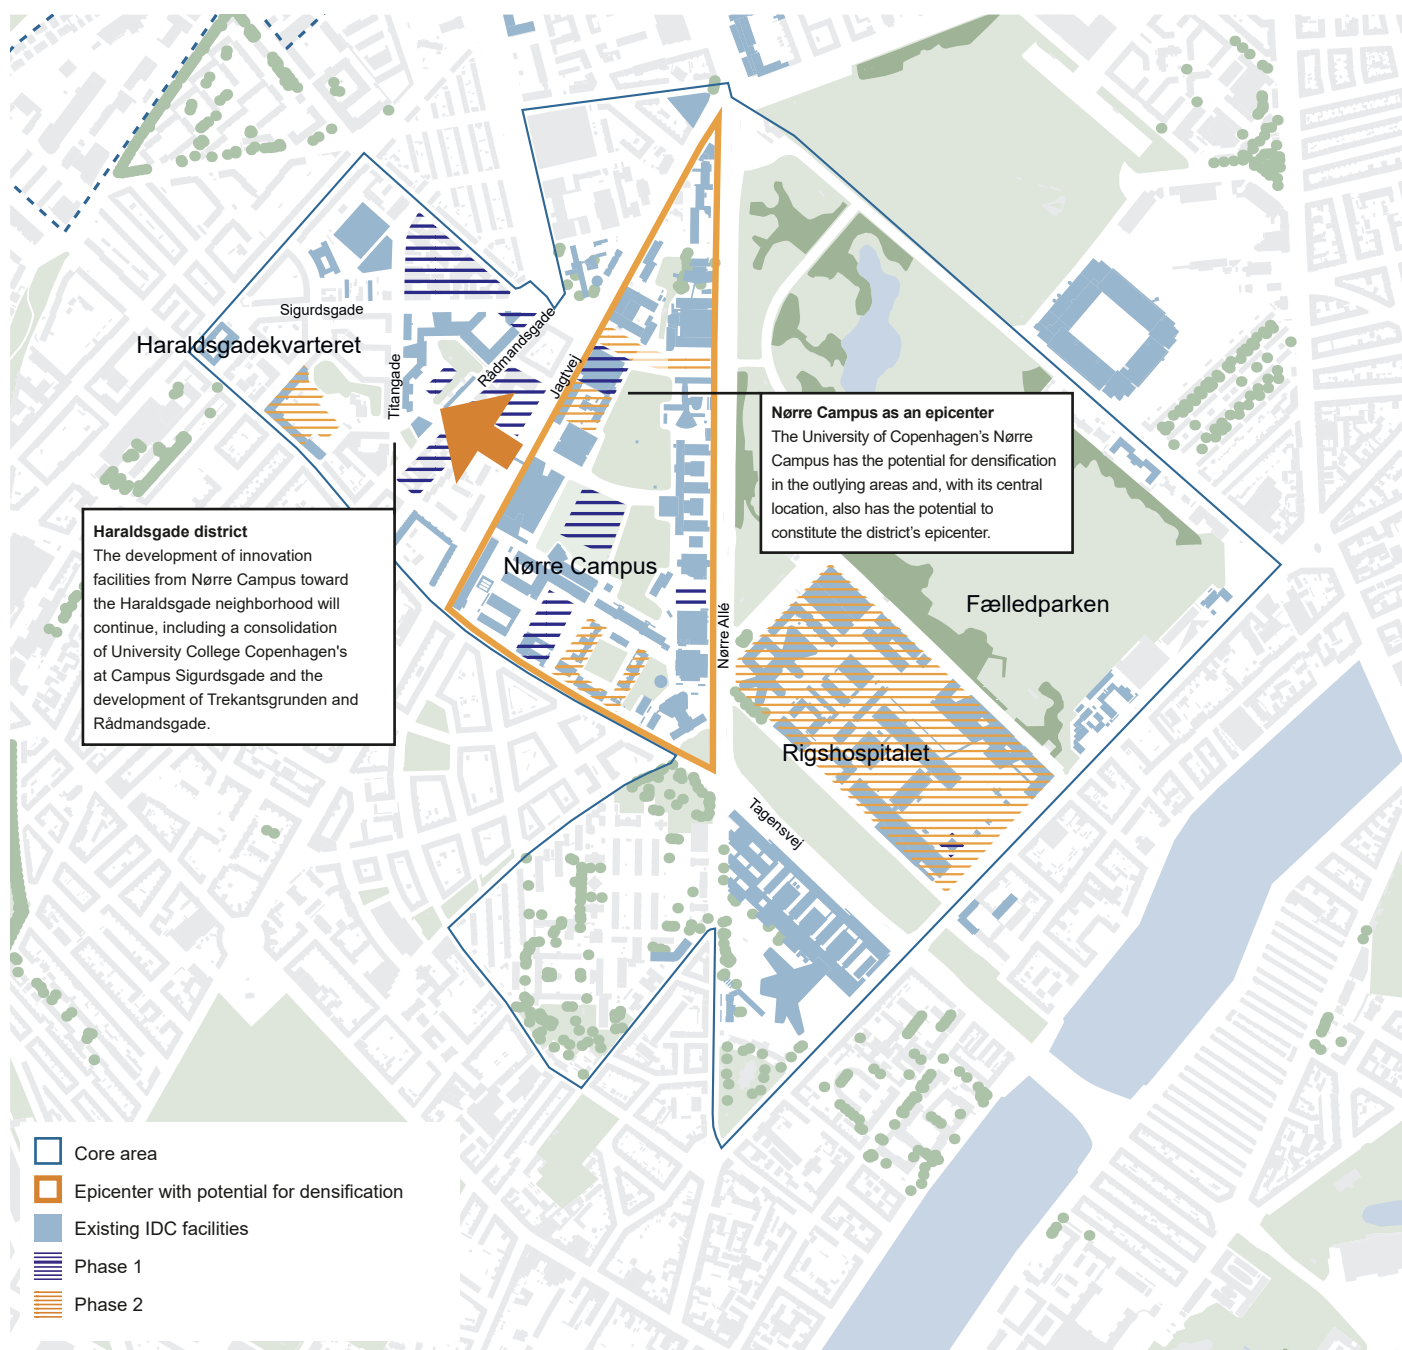 Sigurdsgade
Haraldsgadekvarteret
Titangade
Rådmandsgade
Jagtvej
Nørre Campus as an epicenter
The University of Copenhagen’s Nørre
Campus has the potential for densification
in the outlying areas and, with its central
location, also has the potential to
constitute the district’s epicenter.
Haraldsgade district
The development of innovation
facilities from Nørre Campus toward
the Haraldsgade neighborhood will
continue, including a consolidation
of University College Copenhagen's
at Campus Sigurdsgade and the
development of Trekantsgrunden and
Rådmandsgade.
Nørre Campus
Nørre Allé
Fælledparken
Rigshospitalet
Tagensvej
Core area
Epicenter with potential for densification
Existing IDC facilities
Phase 1
Phase 2